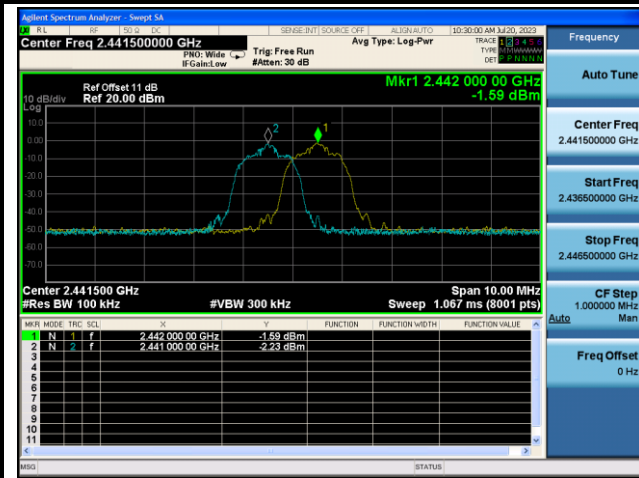 Agilent Spectrum Analyzer - Swept SA
RL RF 50 Ω DC SENSE:INT SOURCE OFF ALIGNAUTO 10:30:00 AM Jul 20, 2023
Center Freq 2.441500000 GHz
PNO: Wide
IFGain:Low
Trig: Free Run
#Atten: 30 dB
Avg Type: Log-Pwr
TRACE 1 2 3 4 5 6
TYPE
DET P P N N N N
Ref Offset 11 dB
10 dB/div Ref 20.00 dBm
Log
Mkr1 2.442 000 00 GHz
-1.59 dBm
10.0
0.00
-10.0
-20.0
-30.0
-40.0
-50.0
-60.0
-70.0
2
1
Center 2.441500 GHz Span 10.00 MHz
#Res BW 100 kHz #VBW 300 kHz Sweep 1.067 ms (8001 pts)
MKR MODE TRC SCL X Y FUNCTION FUNCTION WIDTH FUNCTION VALUE
1 N 1 f 2.442 000 00 GHz -1.59 dBm
2 N 2 f 2.441 000 00 GHz -2.23 dBm
3
4
5
6
7
8
9
10
11
MSG STATUS
Frequency
Auto Tune
Center Freq
2.441500000 GHz
Start Freq
2.436500000 GHz
Stop Freq
2.446500000 GHz
CF Step
1.000000 MHz
Auto Man
Freq Offset
0 Hz